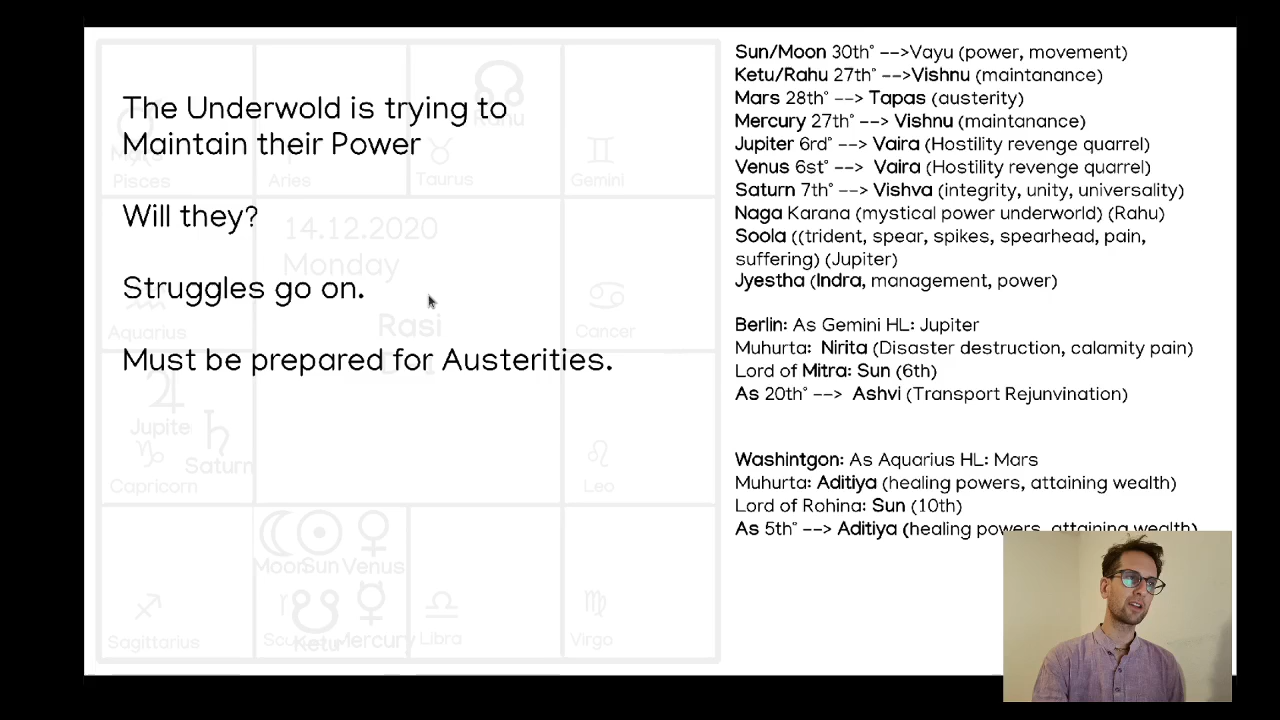 The Underwold is trying to
Maintain their Power
Will they?
Struggles go on.
Must be prepared for Austerities.
Rahu
Pisces
Aries
Taurus
Gemini
14.12.2020
Monday
Rasi
Aquarius
Cancer
Jupite
Saturn
Capricorn
Leo
Moon
Sun
Venus
Sagittarius
Ketu
Mercury
Libra
Virgo
Sun/Moon 30th° -->Vayu (power, movement)
Ketu/Rahu 27th° -->Vishnu (maintanance)
Mars 28th° --> Tapas (austerity)
Mercury 27th° --> Vishnu (maintanance)
Jupiter 6rd° --> Vaira (Hostility revenge quarrel)
Venus 6st° --> Vaira (Hostility revenge quarrel)
Saturn 7th° --> Vishva (integrity, unity, universality)
Naga Karana (mystical power underworld) (Rahu)
Soola ((trident, spear, spikes, spearhead, pain,
suffering) (Jupiter)
Jyestha (Indra, management, power)
Berlin: As Gemini HL: Jupiter
Muhurta: Nirita (Disaster destruction, calamity pain)
Lord of Mitra: Sun (6th)
As 20th° --> Ashvi (Transport Rejunvination)
Washintgon: As Aquarius HL: Mars
Muhurta: Aditiya (healing powers, attaining wealth)
Lord of Rohina: Sun (10th)
As 5th° --> Aditiya (healing powers, attaining wealth)